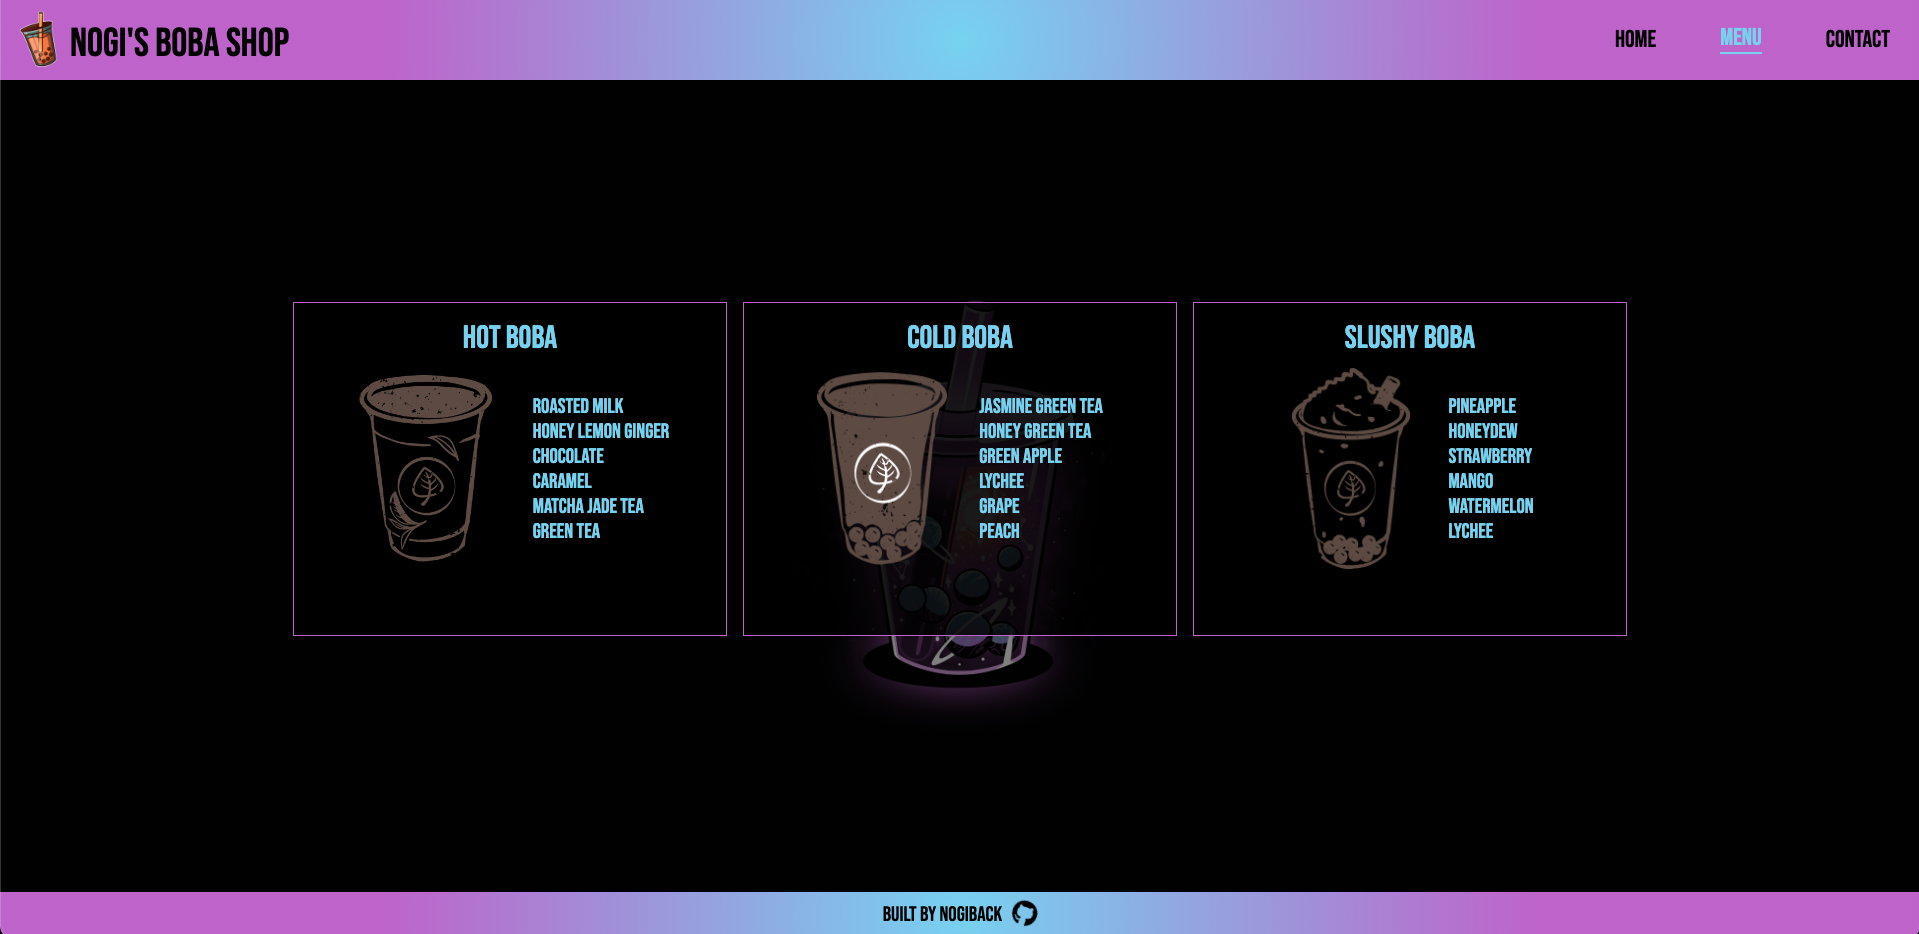 NOGI'S BOBA SHOP
HOME
MENU
CONTACT
HOT BOBA
ROASTED MILK
HONEY LEMON GINGER
CHOCOLATE
CARAMEL
MATCHA JADE TEA
GREEN TEA
COLD BOBA
JASMINE GREEN TEA
HONEY GREEN TEA
GREEN APPLE
LYCHEE
GRAPE
PEACH
SLUSHY BOBA
PINEAPPLE
HONEYDEW
STRAWBERRY
MANGO
WATERMELON
LYCHEE
BUILT BY NOGIBACK